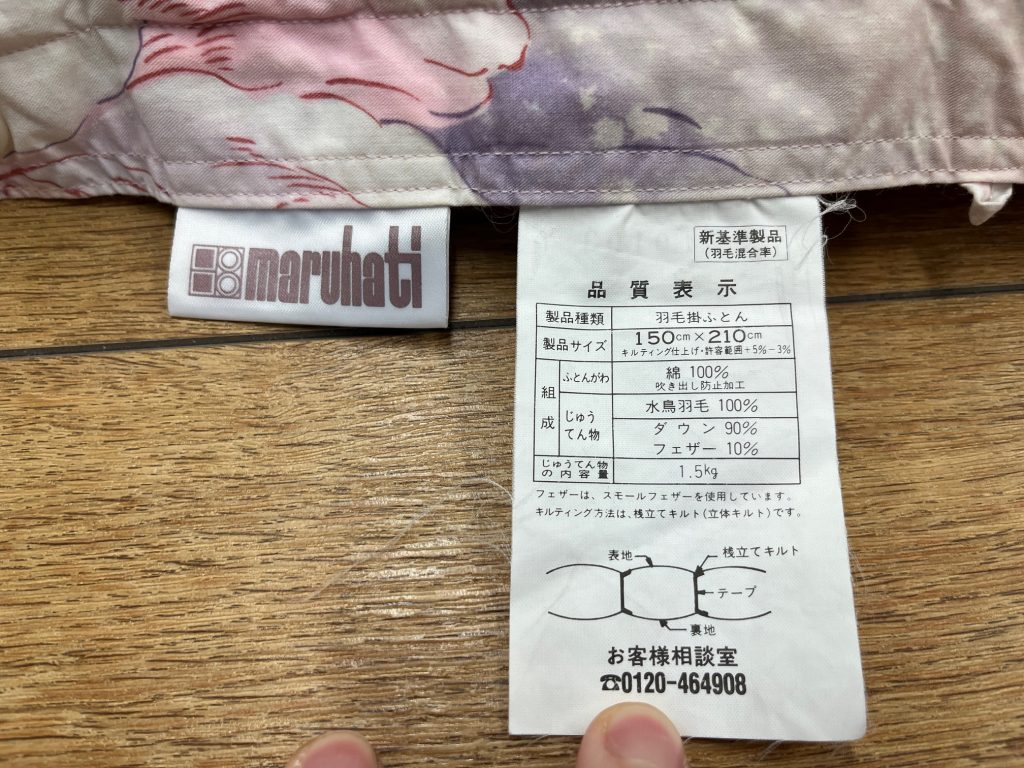 maruhati
新基準製品
(羽毛混合率)
品質表示
製品種類 羽毛掛ふとん
製品サイズ 150cm×210cm
キルティング仕上げ・許容範囲+5%−3%
組成 ふとんがわ 綿 100%
吹き出し防止加工
じゅうてん物 水鳥羽毛 100%
ダウン 90%
フェザー 10%
じゅうてん物の内容量 1.5kg
フェザーは、スモールフェザーを使用しています。
キルティング方法は、桟立てキルト(立体キルト)です。
表地
桟立てキルト
テープ
裏地
お客様相談室
☎0120-464908